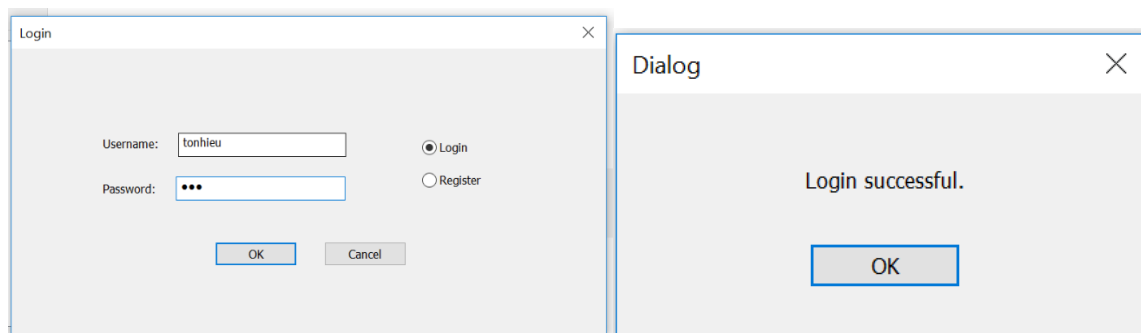 Login
Username:
tonhieu
Login
Password:
●●●
Register
OK
Cancel
Dialog
Login successful.
OK